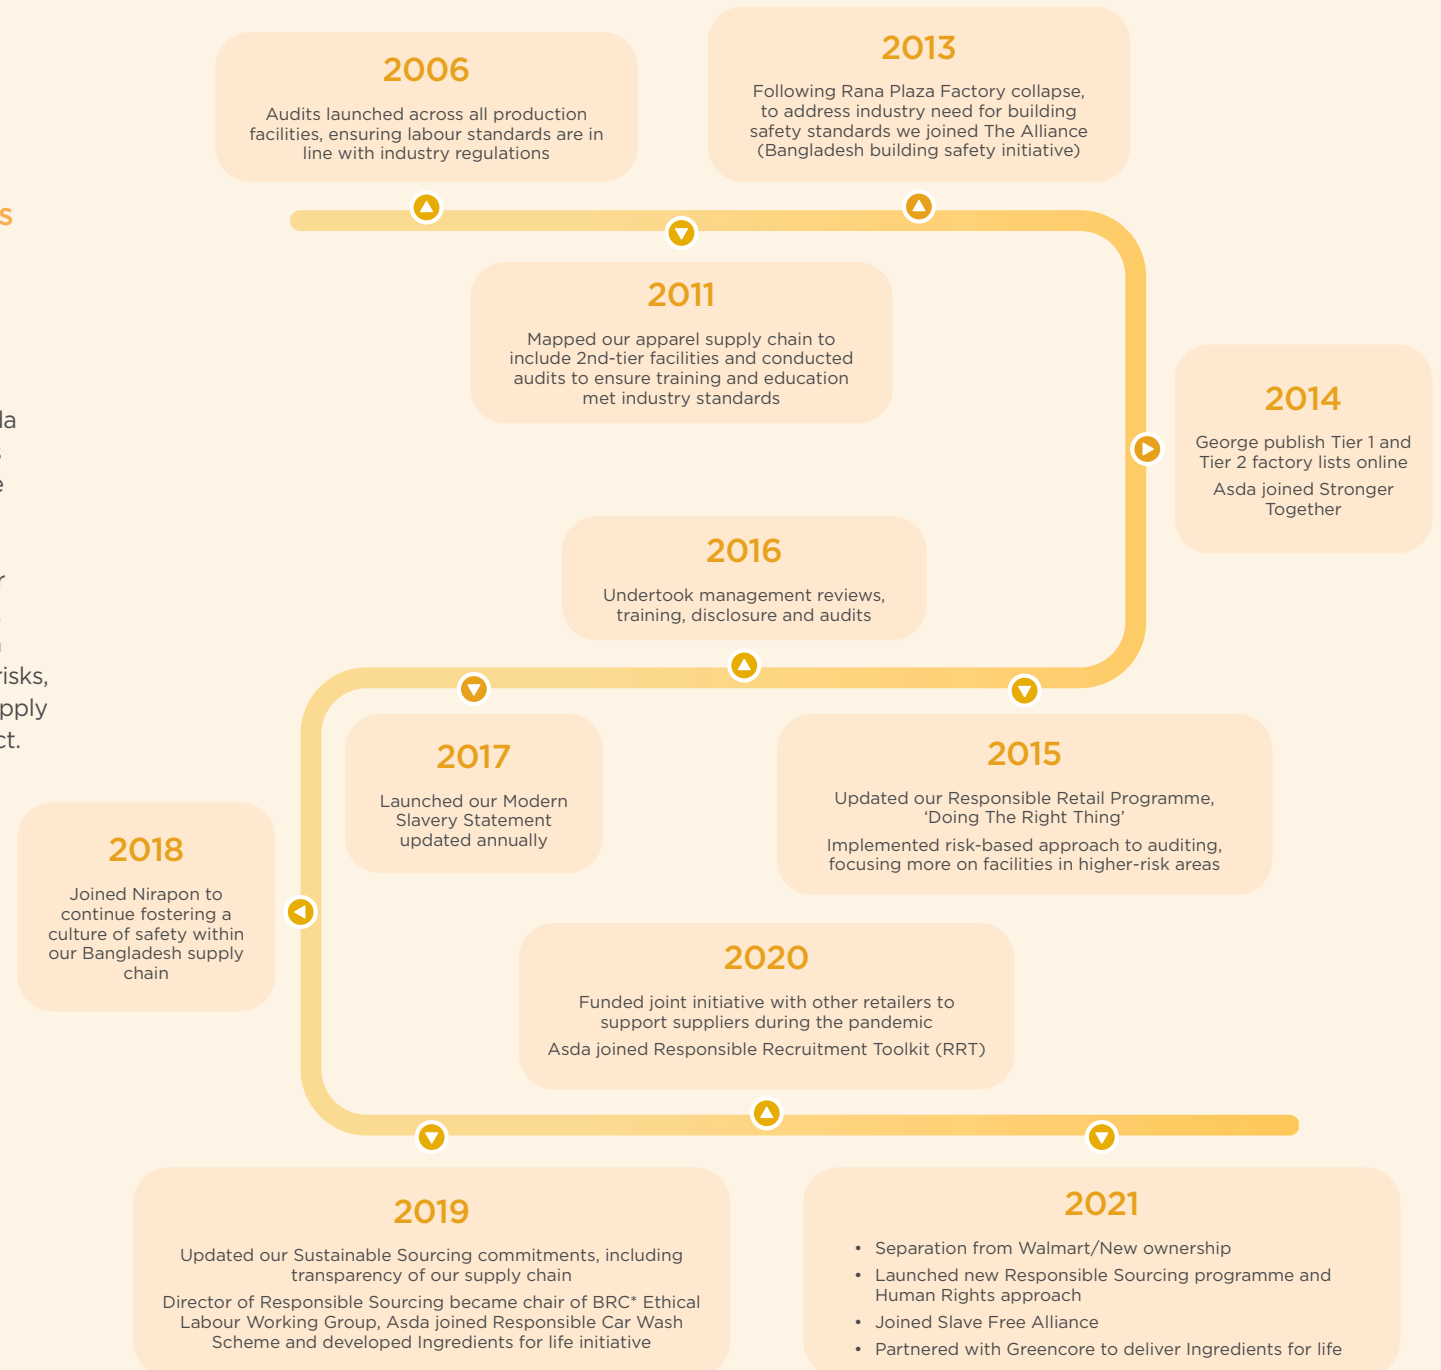 s
da
s
e
r
risks,
pply
ct.
2006
Audits launched across all production
facilities, ensuring labour standards are in
line with industry regulations
2013
Following Rana Plaza Factory collapse,
to address industry need for building
safety standards we joined The Alliance
(Bangladesh building safety initiative)
2011
Mapped our apparel supply chain to
include 2nd-tier facilities and conducted
audits to ensure training and education
met industry standards
2014
George publish Tier 1 and
Tier 2 factory lists online
Asda joined Stronger
Together
2016
Undertook management reviews,
training, disclosure and audits
2015
Updated our Responsible Retail Programme,
‘Doing The Right Thing’
Implemented risk-based approach to auditing,
focusing more on facilities in higher-risk areas
2017
Launched our Modern
Slavery Statement
updated annually
2018
Joined Nirapon to
continue fostering a
culture of safety within
our Bangladesh supply
chain
2020
Funded joint initiative with other retailers to
support suppliers during the pandemic
Asda joined Responsible Recruitment Toolkit (RRT)
2019
Updated our Sustainable Sourcing commitments, including
transparency of our supply chain
Director of Responsible Sourcing became chair of BRC* Ethical
Labour Working Group, Asda joined Responsible Car Wash
Scheme and developed Ingredients for life initiative
2021
• Separation from Walmart/New ownership
• Launched new Responsible Sourcing programme and
Human Rights approach
• Joined Slave Free Alliance
• Partnered with Greencore to deliver Ingredients for life